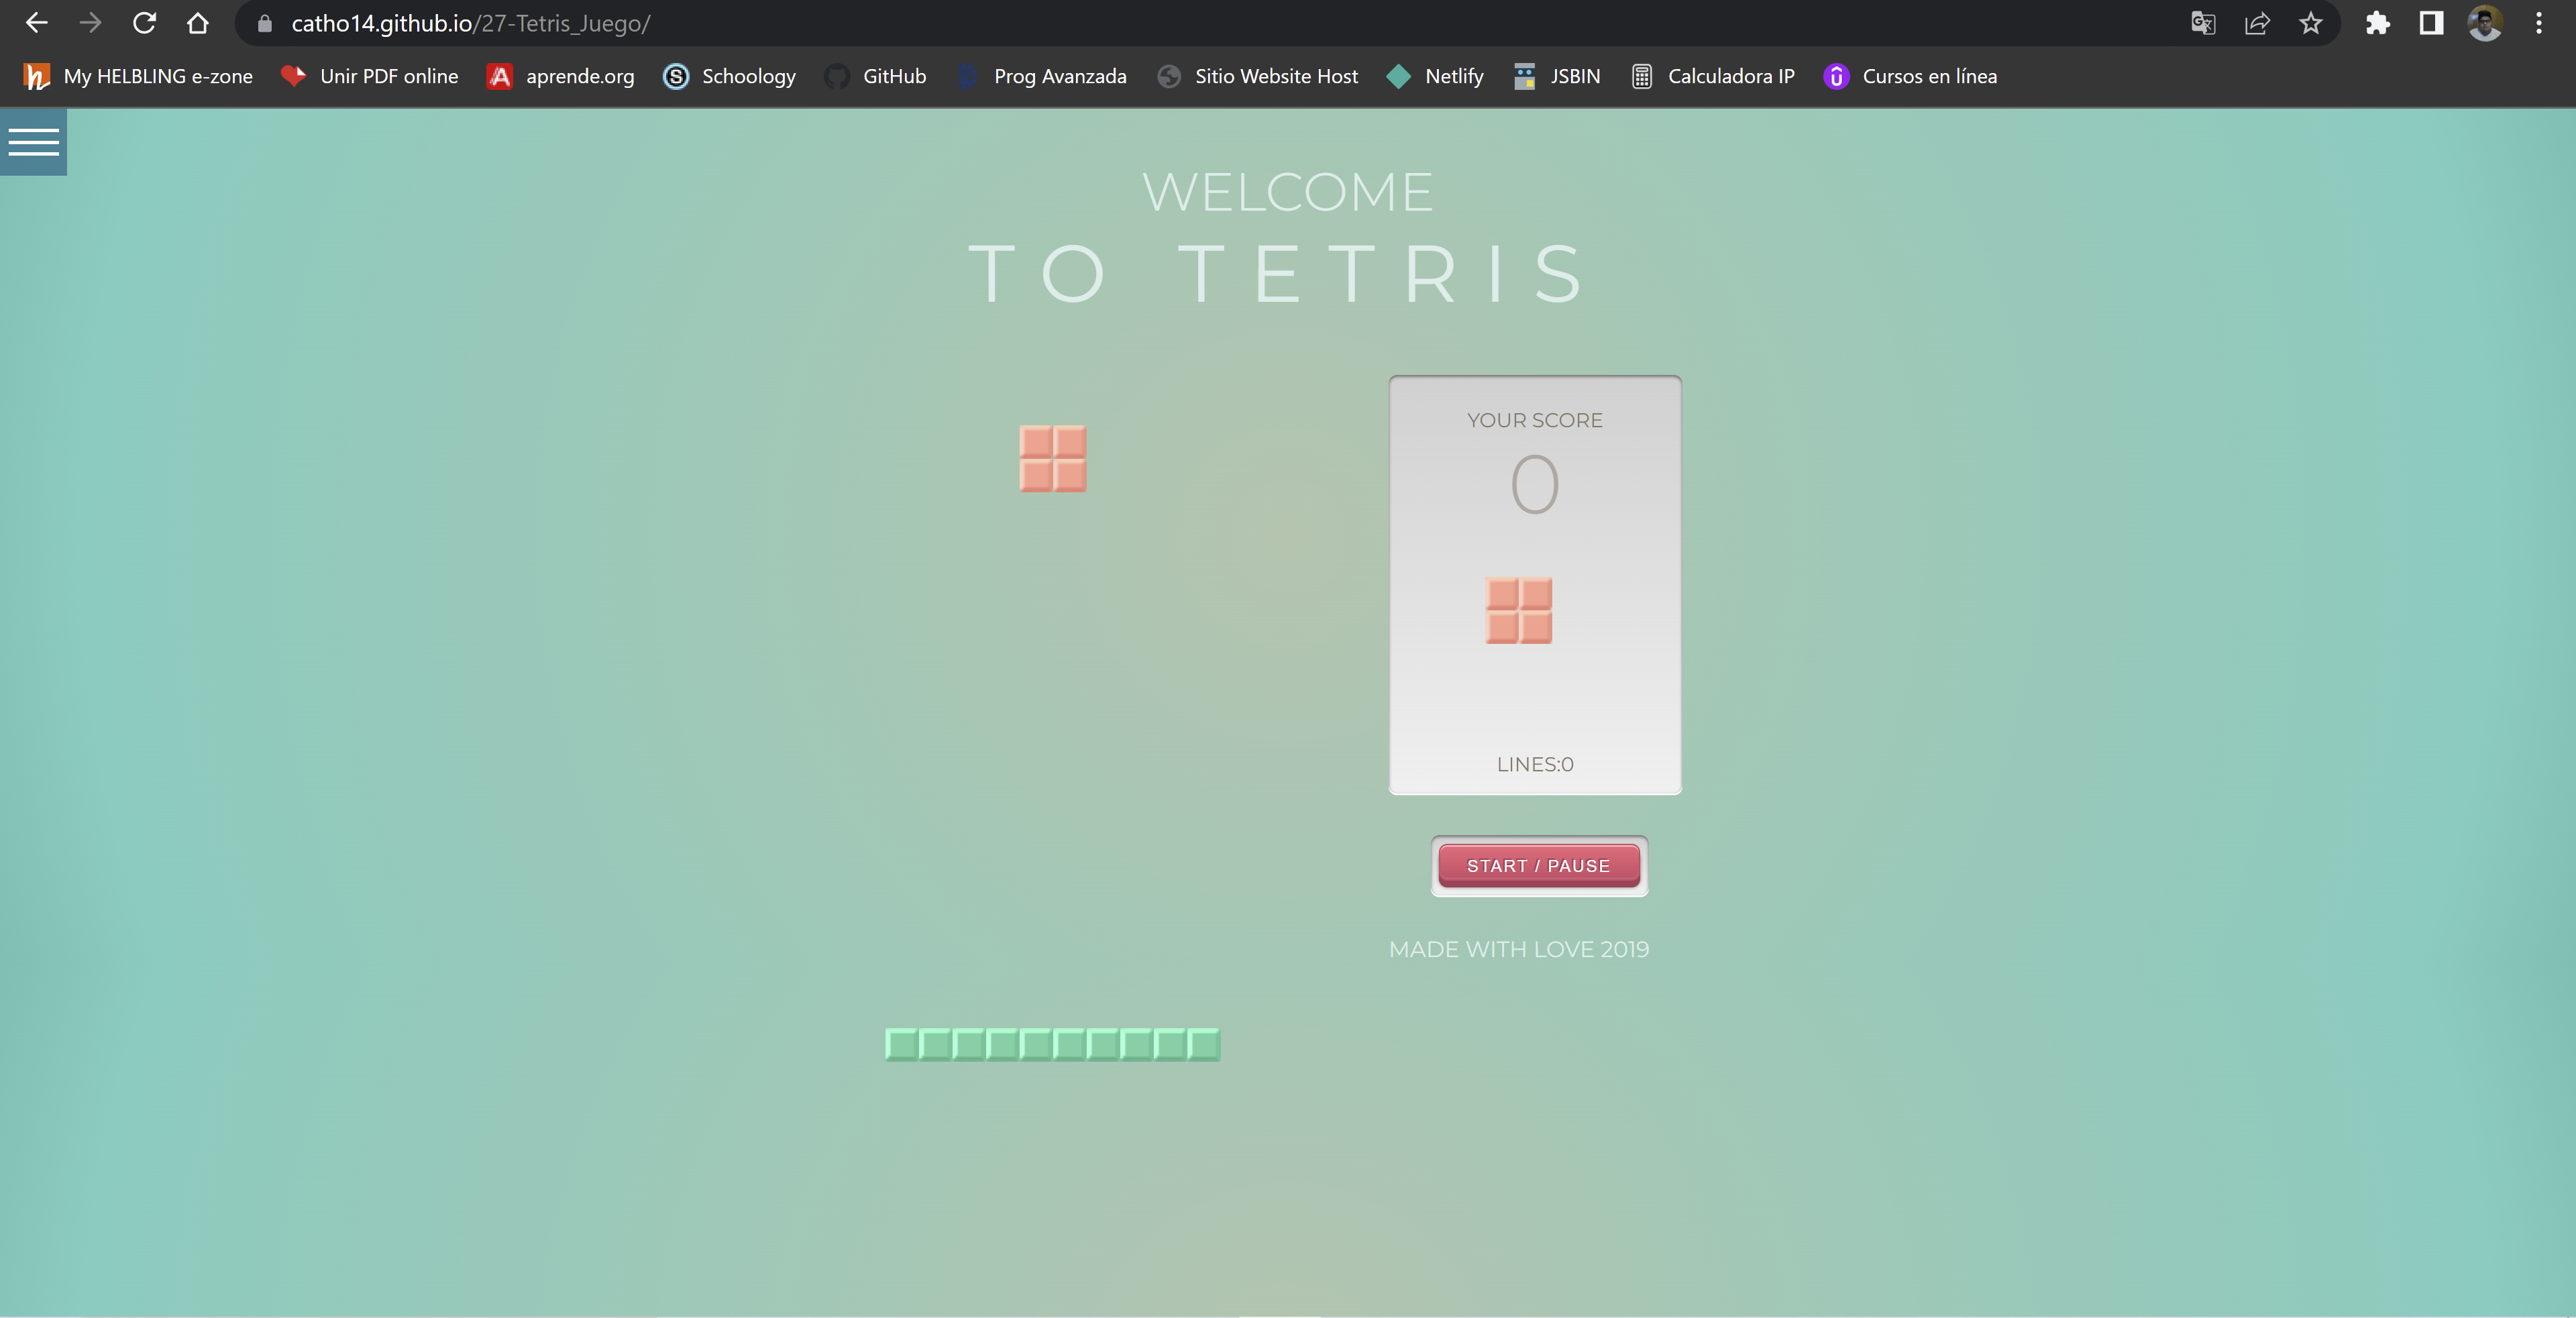 catho14.github.io/27-Tetris_Juego/
My HELBLING e-zone Unir PDF online aprende.org Schoology GitHub Prog Avanzada Sitio Website Host Netlify JSBIN Calculadora IP Cursos en línea
WELCOME
TO TETRIS
YOUR SCORE
0
LINES:0
START / PAUSE
MADE WITH LOVE 2019